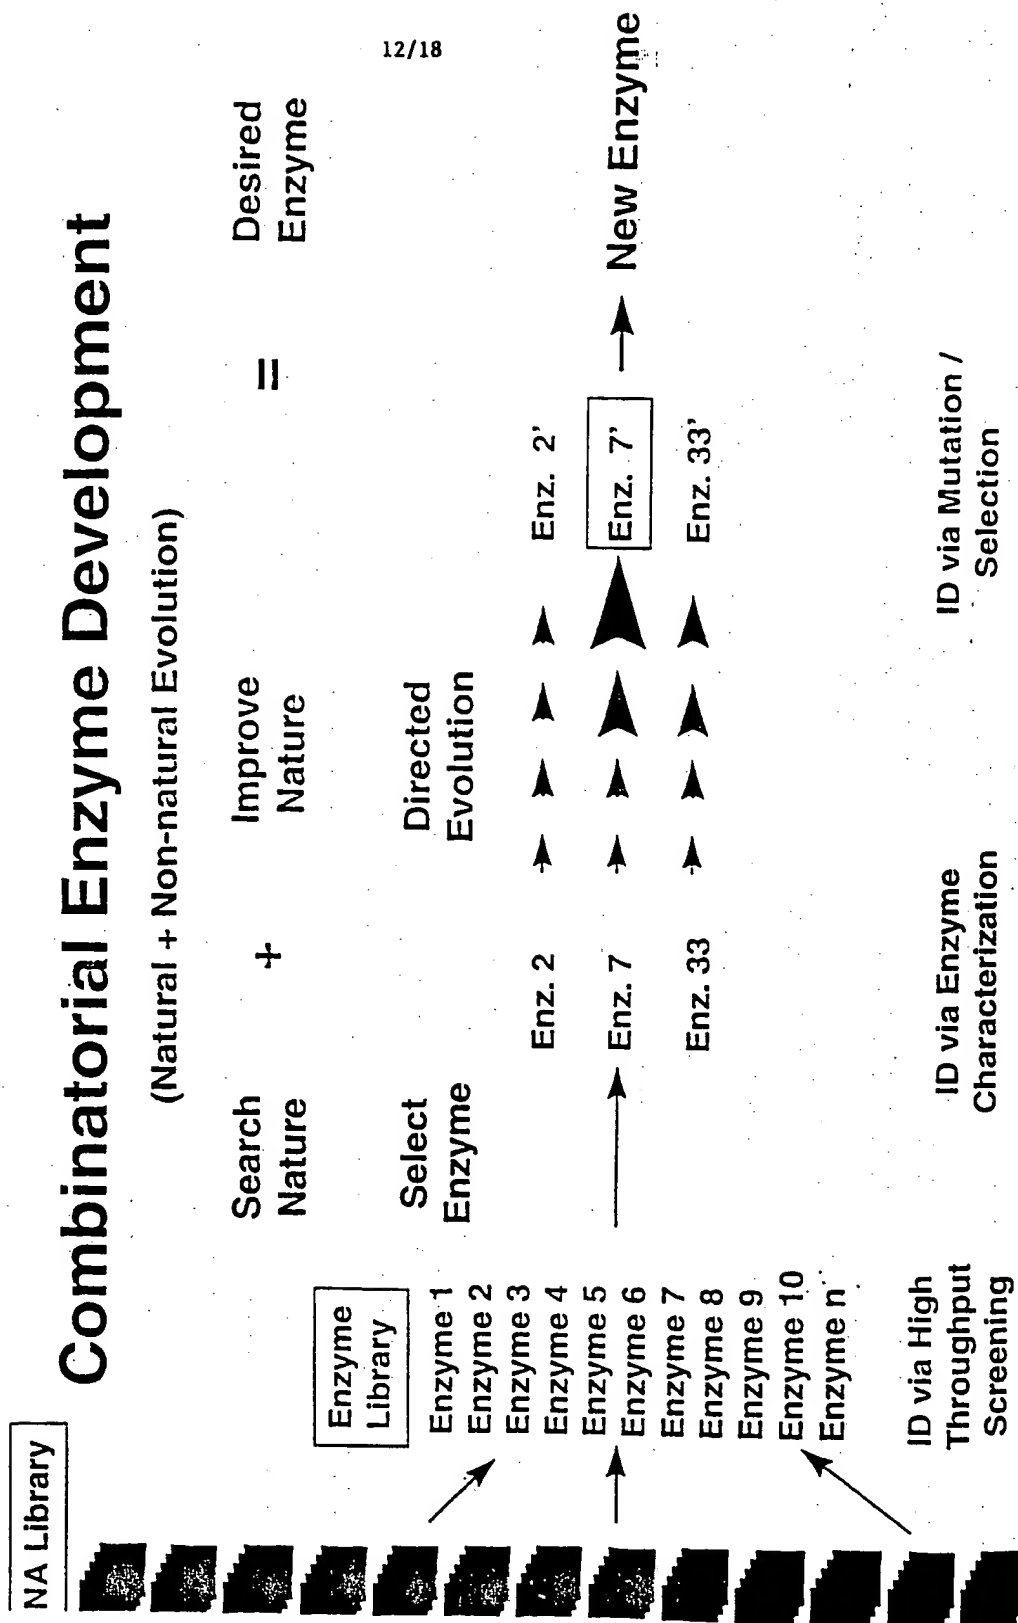 12/18
NA Library
Combinatorial Enzyme Development
(Natural + Non-natural Evolution)
Search
Nature
+
Improve
Nature
=
Desired
Enzyme
Enzyme
Library
Select
Enzyme
Directed
Evolution
Enzyme 1
Enzyme 2
Enzyme 3
Enzyme 4
Enzyme 5
Enzyme 6
Enzyme 7
Enzyme 8
Enzyme 9
Enzyme 10
Enzyme n
Enz. 2
Enz. 7
Enz. 33
Enz. 2'
Enz. 7'
Enz. 33'
New Enzyme
ID via High
Throughput
Screening
ID via Enzyme
Characterization
ID via Mutation /
Selection